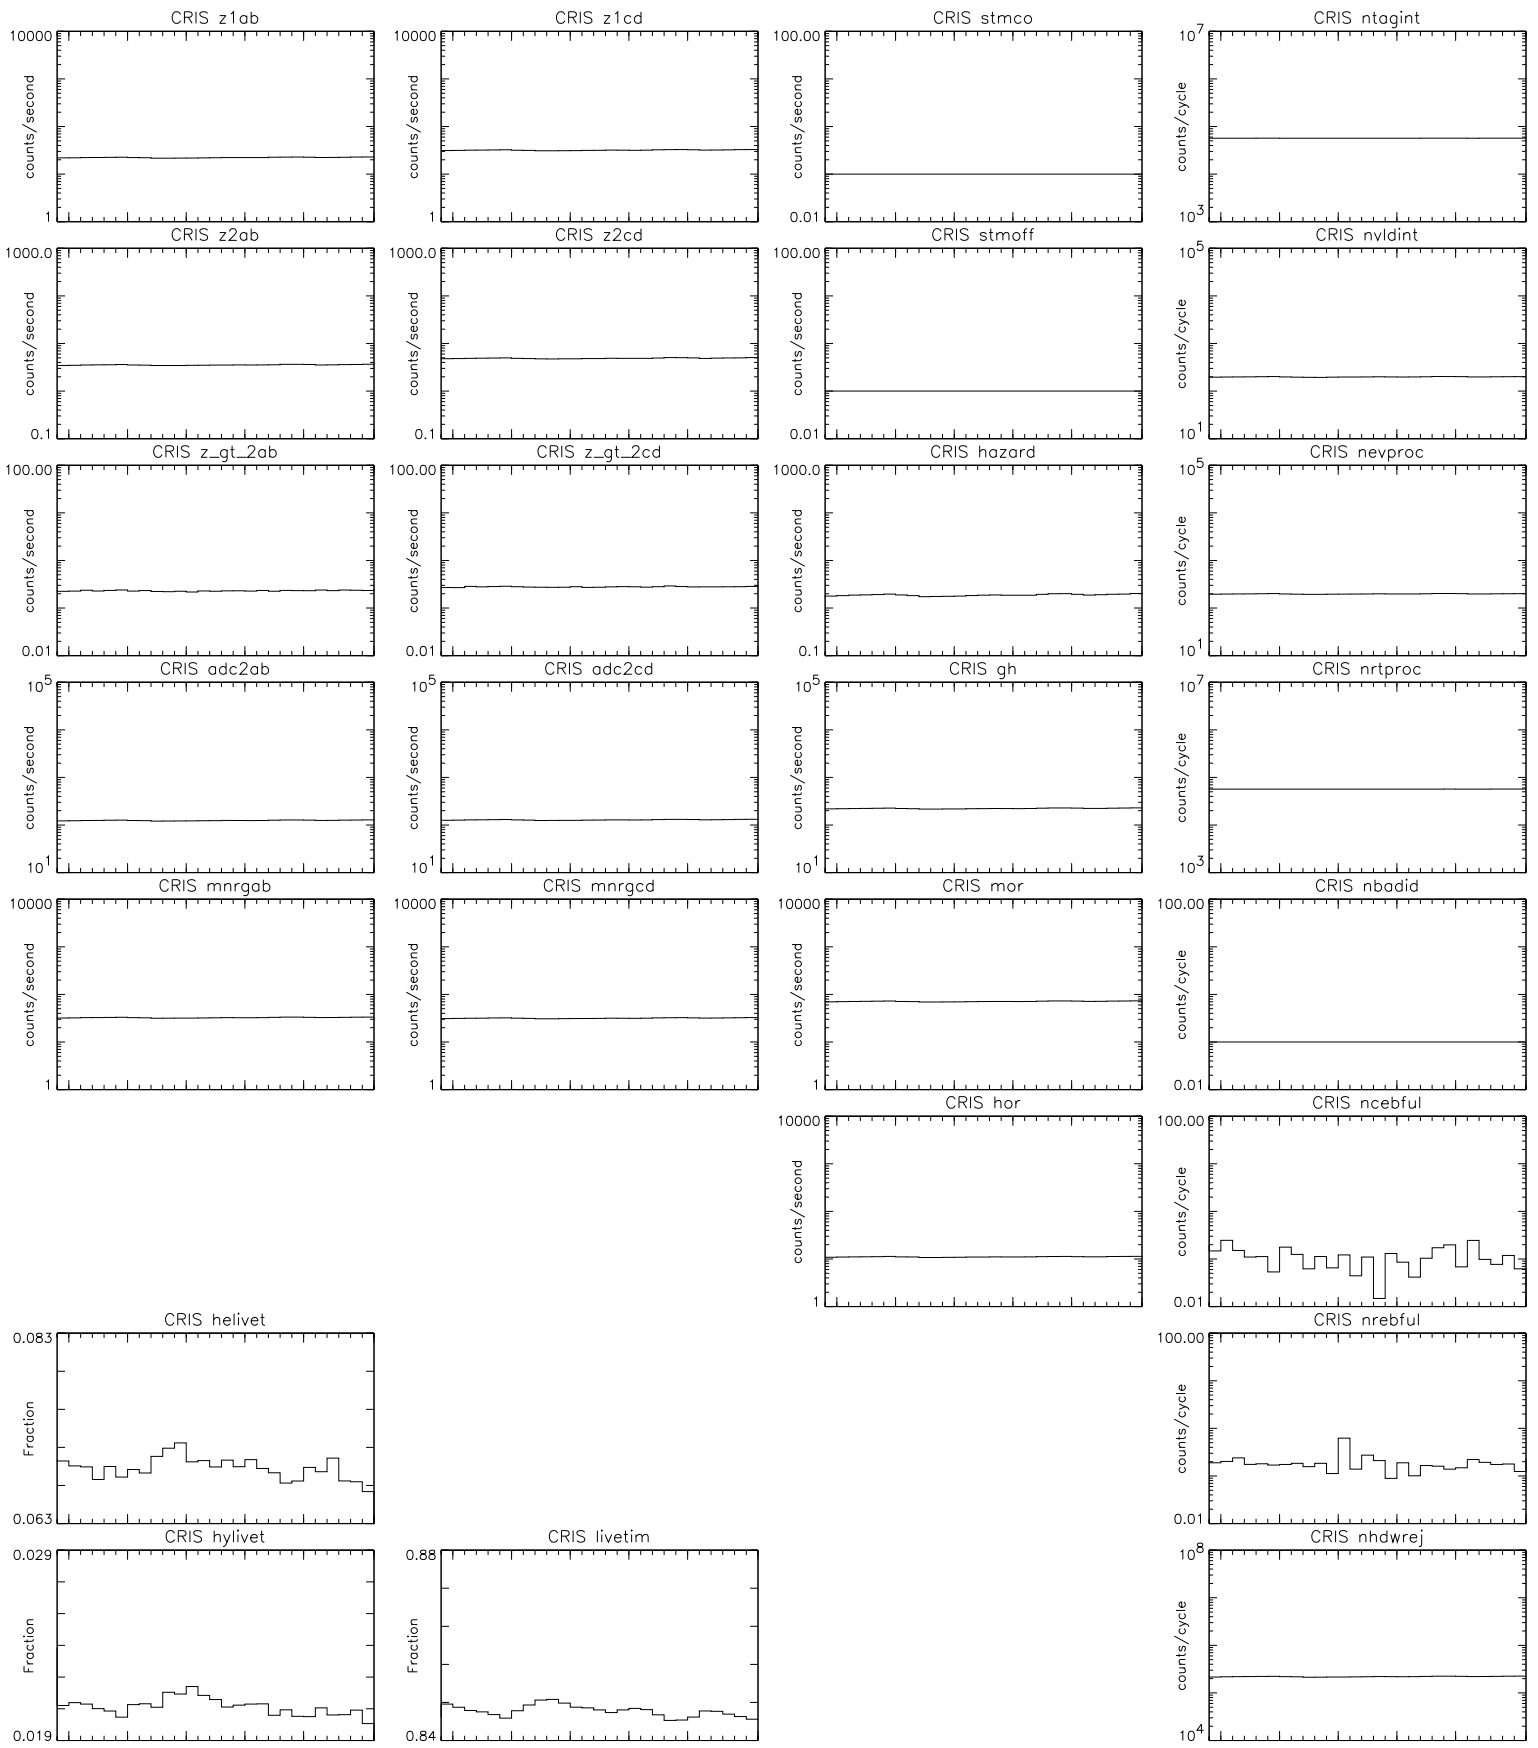 CRIS z1ab
10000
counts/second
1
CRIS z1cd
10000
counts/second
1
CRIS stmco
100.00
counts/second
0.01
CRIS ntagint
10^7
counts/cycle
10^3
CRIS z2ab
1000.0
counts/second
0.1
CRIS z2cd
1000.0
counts/second
0.1
CRIS stmoff
100.00
counts/second
0.01
CRIS nvldint
10^5
counts/cycle
10^1
CRIS z_gt_2ab
100.00
counts/second
0.01
CRIS z_gt_2cd
100.00
counts/second
0.01
CRIS hazard
1000.0
counts/second
0.1
CRIS nevproc
10^5
counts/cycle
10^1
CRIS adc2ab
10^5
counts/second
10^1
CRIS adc2cd
10^5
counts/second
10^1
CRIS gh
10^5
counts/second
10^1
CRIS nrtproc
10^7
counts/cycle
10^3
CRIS mnrgab
10000
counts/second
1
CRIS mnrgcd
10000
counts/second
1
CRIS mor
10000
counts/second
1
CRIS nbadid
100.00
counts/cycle
0.01
CRIS hor
10000
counts/second
1
CRIS ncebful
100.00
counts/cycle
0.01
CRIS helivet
0.083
Fraction
0.063
CRIS nrebful
100.00
counts/cycle
0.01
CRIS hylivet
0.029
Fraction
0.019
CRIS livetim
0.88
Fraction
0.84
CRIS nhdwrej
10^8
counts/cycle
10^4